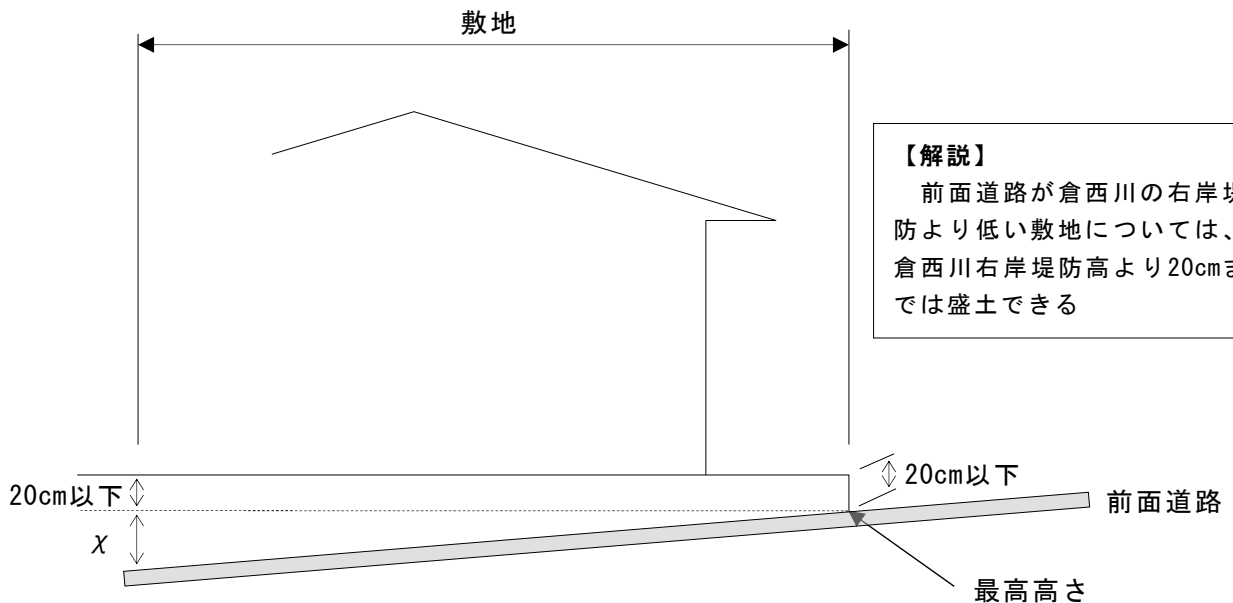 敷地
【解説】
　前面道路が倉西川の右岸堤
防より低い敷地については、
倉西川右岸堤防高より20cmま
では盛土できる
20cm以下
20cm以下
前面道路
χ
最高高さ